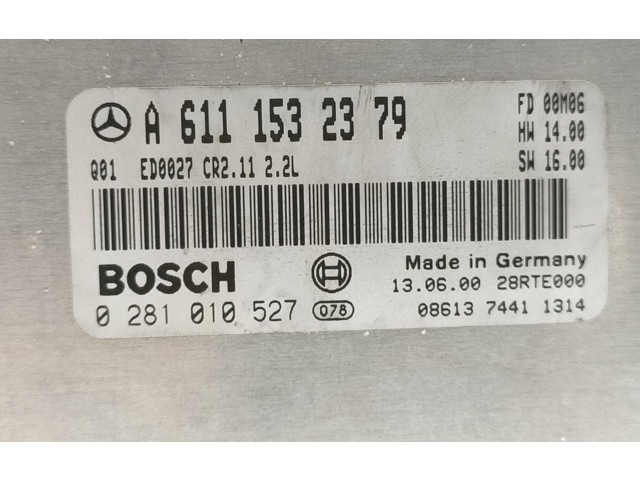 A 611 153 23 79
FD 00M06
HW 14.00
Q01 ED0027 CR2.11 2.2L
SW 16.00
BOSCH
Made in Germany
13.06.00 28RTE000
0 281 010 527 078
08613 7441 1314